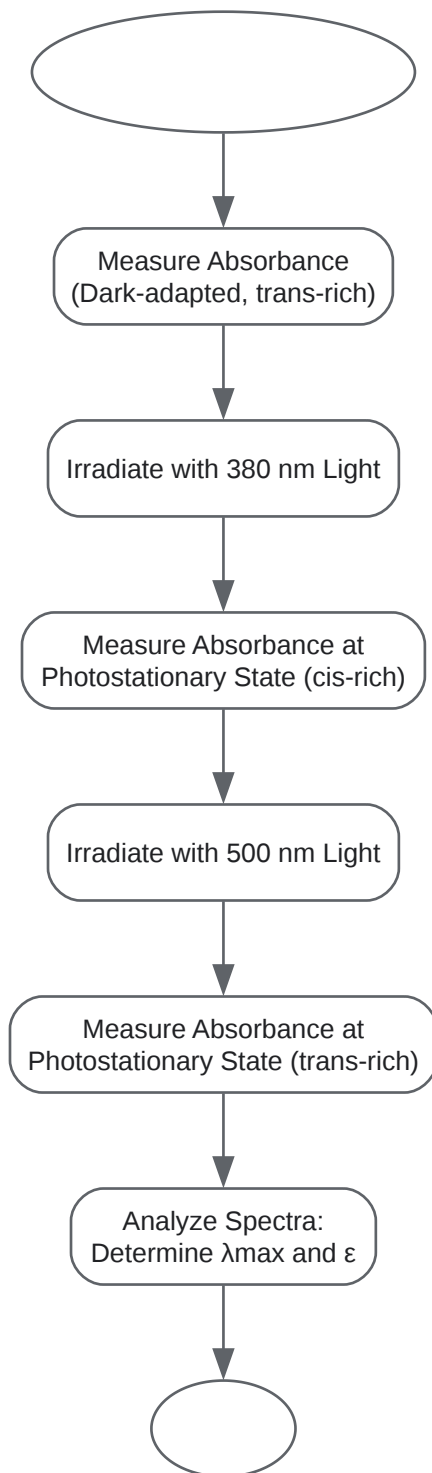 Measure Absorbance
(Dark-adapted, trans-rich)
Irradiate with 380 nm Light
Measure Absorbance at
Photostationary State (cis-rich)
Irradiate with 500 nm Light
Measure Absorbance at
Photostationary State (trans-rich)
Analyze Spectra:
Determine λmax and ε